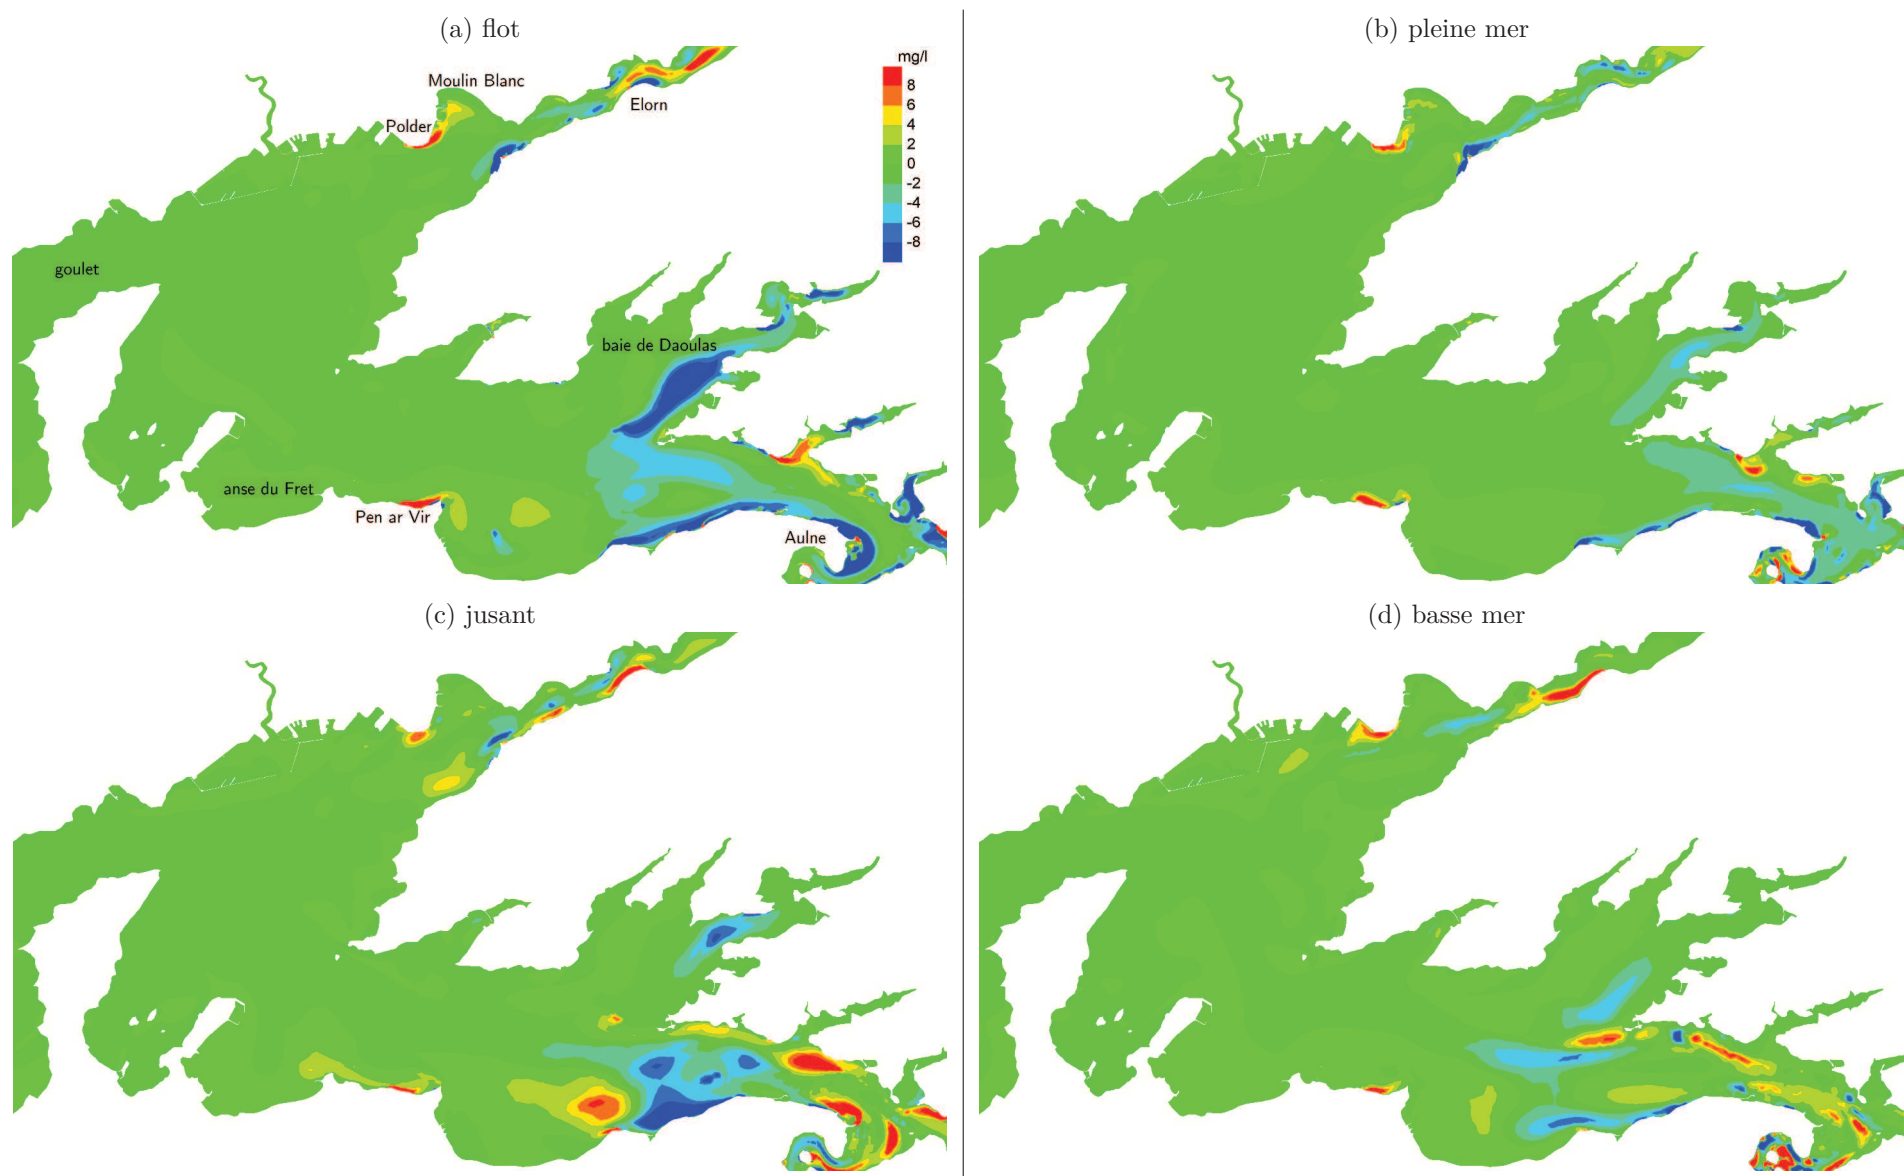 (a) flot
(b) pleine mer
mg/l
8
6
4
2
0
-2
-4
-6
-8
Moulin Blanc
Elorn
Polder
goulet
baie de Daoulas
anse du Fret
Pen ar Vir
Aulne
(c) jusant
(d) basse mer